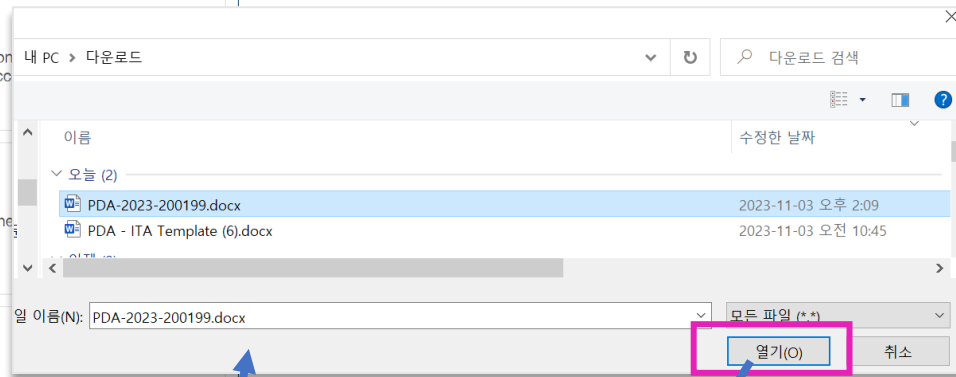 on
내 PC > 다운로드
다운로드 검색
cc
?
이름
수정한 날짜
오늘 (2)
PDA-2023-200199.docx
2023-11-03 오후 2:09
PDA - ITA Template (6).docx
2023-11-03 오전 10:45
일 이름(N):
PDA-2023-200199.docx
모든 파일 (*.*)
열기(O)
취소